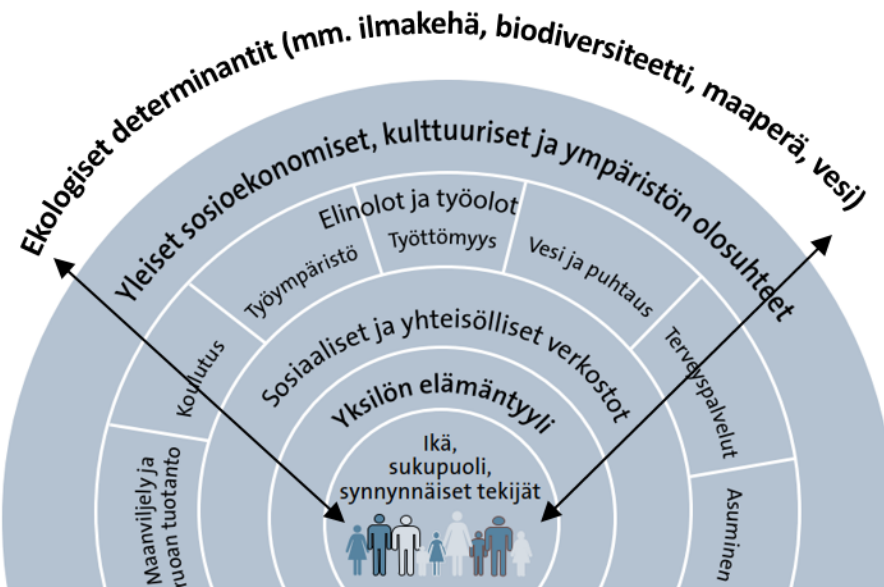 Ekologiset determinantit (mm. ilmakehä, biodiversiteetti, maaperä, vesi)
Yleiset sosioekonomiset, kulttuuriset ja ympäristön olosuhteet
Elinolot ja työolot
Maanviljely ja
ruoan tuotanto
Koulutus
Työympäristö
Työttömyys
Vesi ja puhtaus
Terveyspalvelut
Asuminen
Sosiaaliset ja yhteisölliset verkostot
Yksilön elämäntyyli
Ikä,
sukupuoli,
synnynnäiset tekijät